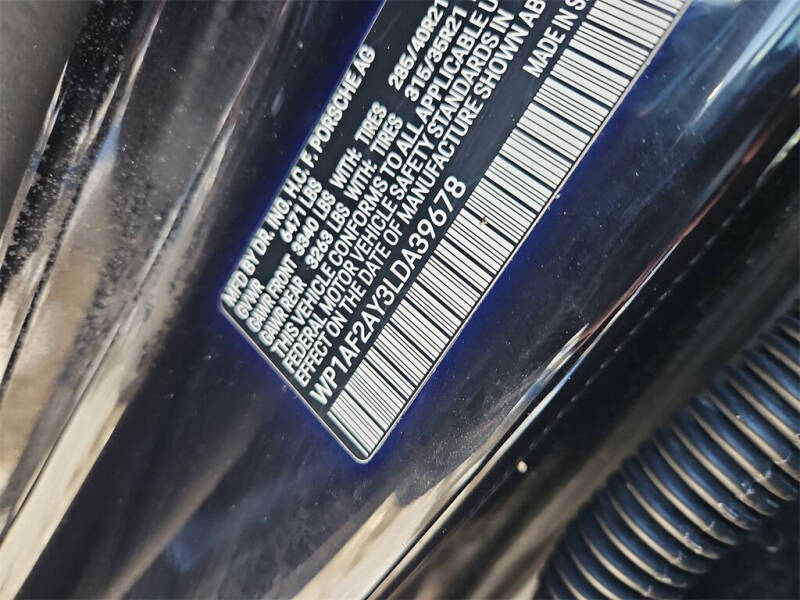 MFD BY DR. ING. H.C. F. PORSCHE AG
GVWR 6471 LBS
GAWR FRONT 3340 LBS WITH: TIRES 285/40R21
GAWR REAR 3263 LBS WITH: TIRES 315/35R21
THIS VEHICLE CONFORMS TO ALL APPLICABLE U
FEDERAL MOTOR VEHICLE SAFETY STANDARDS IN
EFFECT ON THE DATE OF MANUFACTURE SHOWN AB
WP1AF2AY3LDA39678 MADE IN S